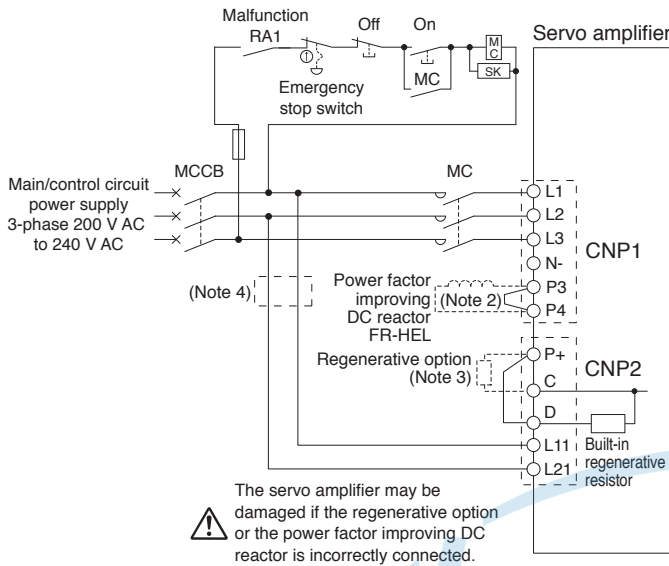 Malfunction
RA1
Off
On
MC
SK
Emergency
stop switch
MC
Servo amplifier
MCCB
MC
Main/control circuit
power supply
3-phase 200 V AC
to 240 V AC
L1
L2
L3
N-
P3
P4
CNP1
(Note 4)
Power factor
improving
DC reactor
FR-HEL
(Note 2)
Regenerative option
(Note 3)
P+
C
D
L11
L21
CNP2
Built-in
regenerative
resistor
The servo amplifier may be
damaged if the regenerative option
or the power factor improving DC
reactor is incorrectly connected.